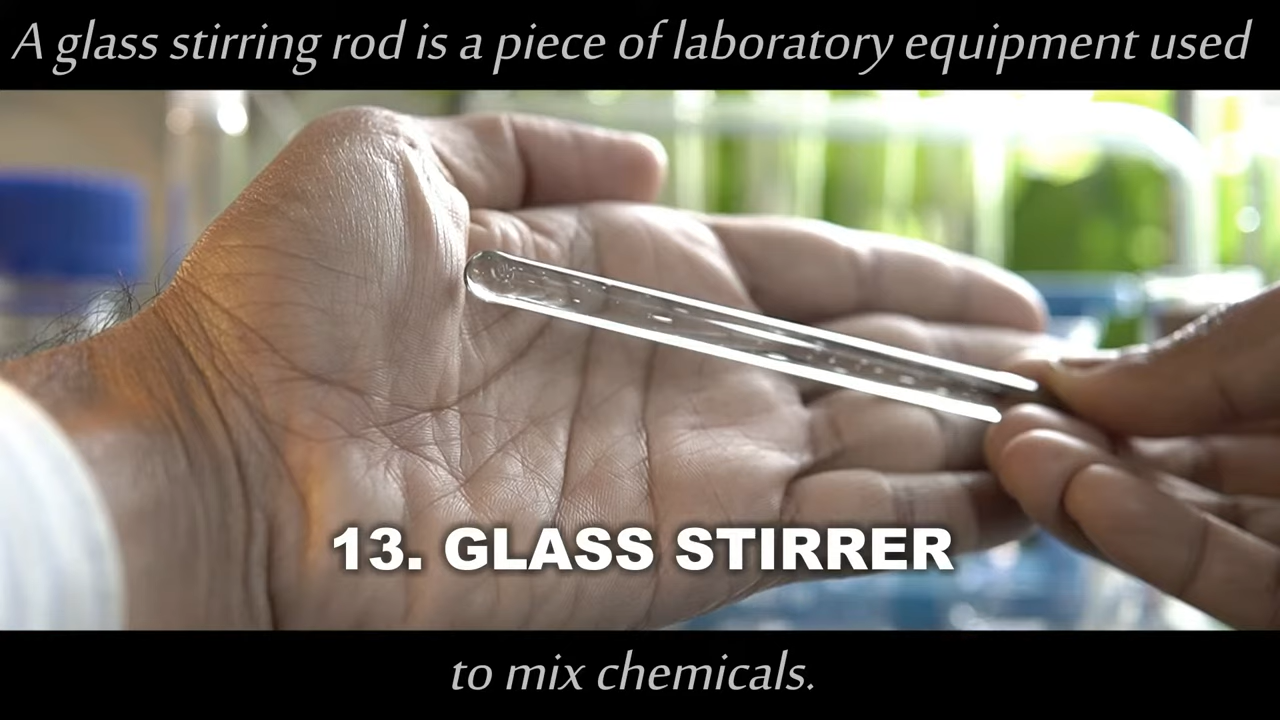 A glass stirring rod is a piece of laboratory equipment used
13. GLASS STIRRER
to mix chemicals.